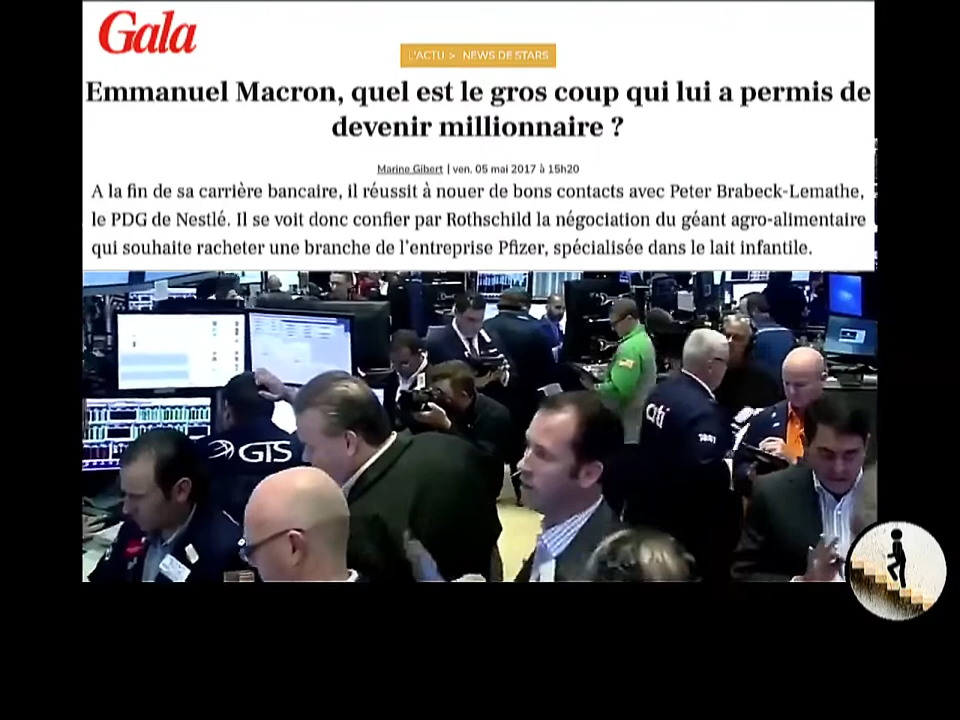 Gala
L'ACTU > NEWS DE STARS
Emmanuel Macron, quel est le gros coup qui lui a permis de
devenir millionnaire ?
Marine Gibert | ven. 05 mai 2017 à 15h20
A la fin de sa carrière bancaire, il réussit à nouer de bons contacts avec Peter Brabeck-Lemathe,
le PDG de Nestlé. Il se voit donc confier par Rothschild la négociation du géant agro-alimentaire
qui souhaite racheter une branche de l'entreprise Pfizer, spécialisée dans le lait infantile.
citi
GTS